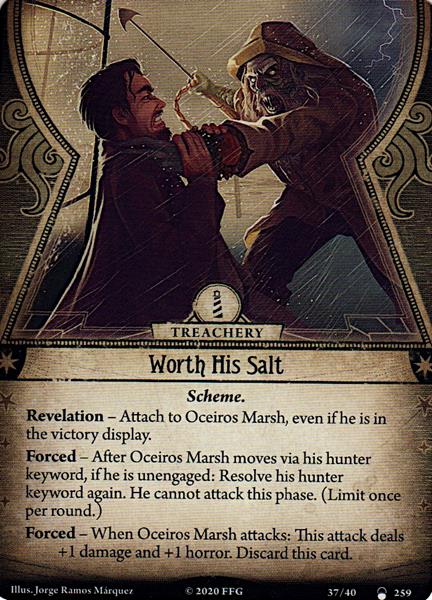 TREACHERY
Worth His Salt
Scheme.
Revelation – Attach to Oceiros Marsh, even if he is in
the victory display.
Forced – After Oceiros Marsh moves via his hunter
keyword, if he is unengaged: Resolve his hunter
keyword again. He cannot attack this phase. (Limit once
per round.)
Forced – When Oceiros Marsh attacks: This attack deals
+1 damage and +1 horror. Discard this card.
Illus. Jorge Ramos Márquez © 2020 FFG 37/40 259